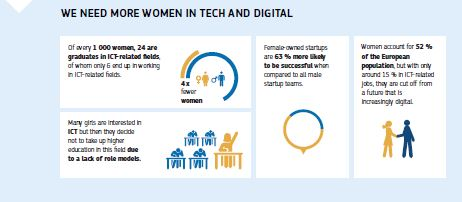 WE NEED MORE WOMEN IN TECH AND DIGITAL
Of every 1 000 women, 24 are
graduates in ICT-related fields,
of whom only 6 end up in working
in ICT-related fields.
4x
fewer
women
Many girls are interested in
ICT but then they decide
not to take up higher
education in this field due
to a lack of role models.
Female-owned startups
are 63 % more likely
to be successful when
compared to all male
startup teams.
Women account for 52 %
of the European
population, but with only
around 15 % in ICT-related
jobs, they are cut off from
a future that is
increasingly digital.